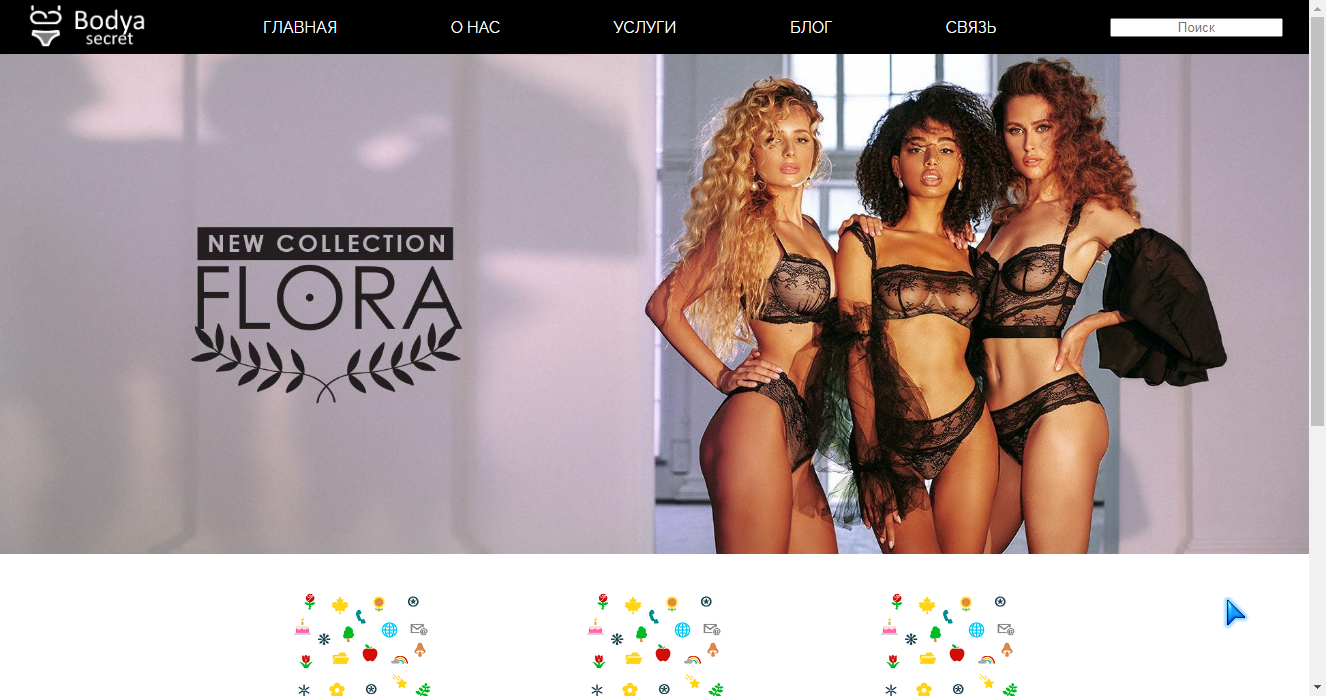 Bodya
secret
ГЛАВНАЯ
О НАС
УСЛУГИ
БЛОГ
СВЯЗЬ
Поиск
NEW COLLECTION
FLORA